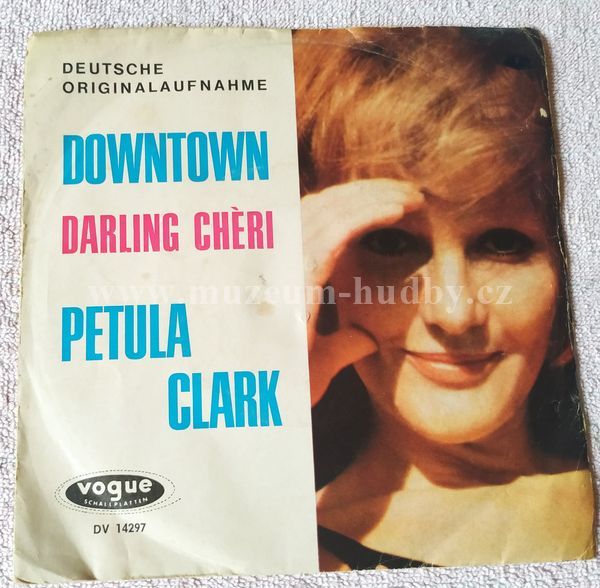 DEUTSCHE
ORIGINALAUFNAHME
DOWNTOWN
DARLING CHÈRI
www.muzeum-hudby.cz
PETULA
CLARK
vogue
SCHALLPLATTEN
DV 14297